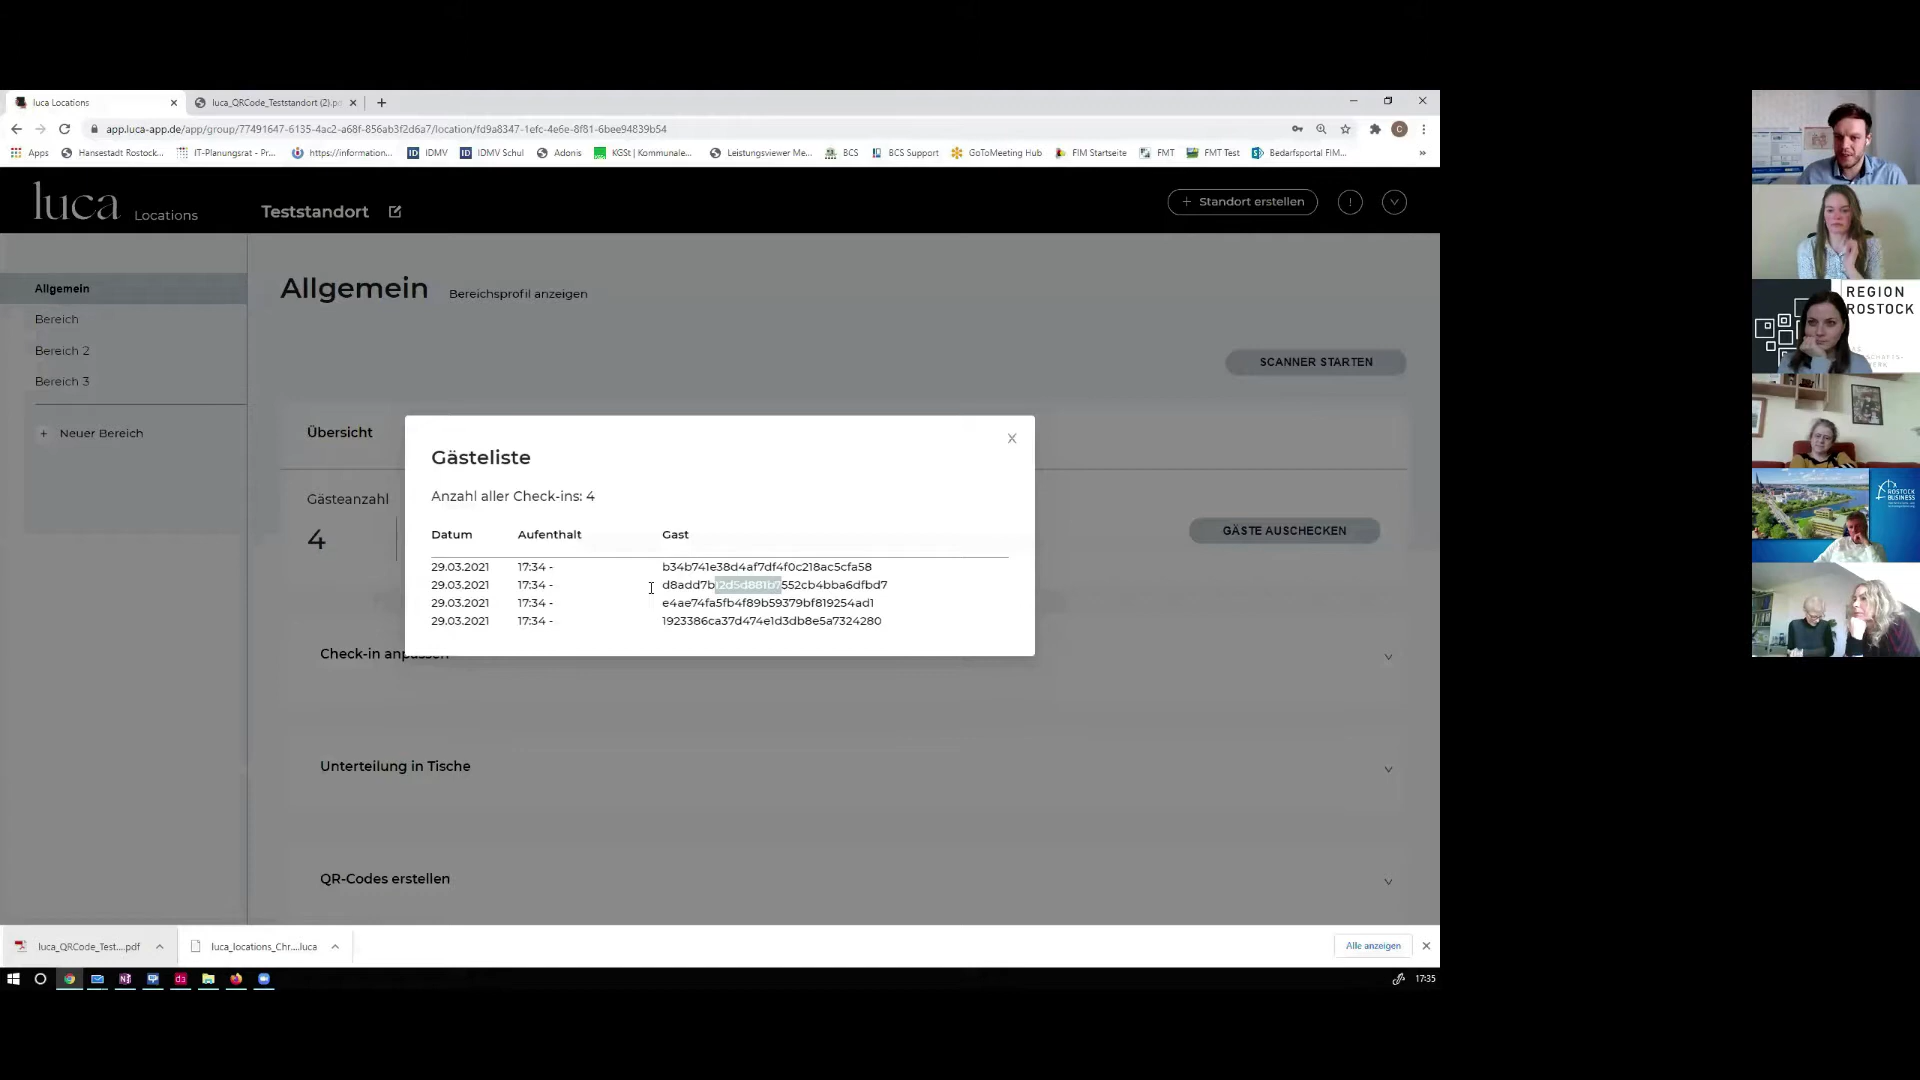 luca Locations
luca_QRCode_Teststandort (2).p
app.luca-app.de/app/group/77491647-6135-4ac2-a68f-856ab3f2d6a7/location/fd9a8347-1efc-4e6e-8f81-6bee94839b54
Apps Hansestadt Rostock... IT-Planungsrat - Pr... https://information... IDMV IDMV Schul Adonis KGSt | Kommunale... Leistungsviewer Me... BCS BCS Support GoToMeeting Hub FIM Startseite FMT FMT Test Bedarfsportal FIM... »
luca Locations
Teststandort
+ Standort erstellen
Allgemein
Bereich
Bereich 2
Bereich 3
+ Neuer Bereich
Allgemein Bereichsprofil anzeigen
SCANNER STARTEN
Übersicht
Gästeanzahl
4
GÄSTE AUSCHECKEN
Gästeliste
Anzahl aller Check-ins: 4
Datum Aufenthalt Gast
29.03.2021 17:34 - b34b741e38d4af7df4f0c218ac5cfa58
29.03.2021 17:34 - d8add7b12d5d881b7552cb4bba6dfbd7
29.03.2021 17:34 - e4ae74fa5fb4f89b59379bf819254ad1
29.03.2021 17:34 - 1923386ca37d474e1d3db8e5a7324280
Check-in anpassen
Unterteilung in Tische
QR-Codes erstellen
luca_QRCode_Test....pdf
luca_locations_Chr....luca
Alle anzeigen
17:35
REGION
ROSTOCK
ROSTOCK
BUSINESS